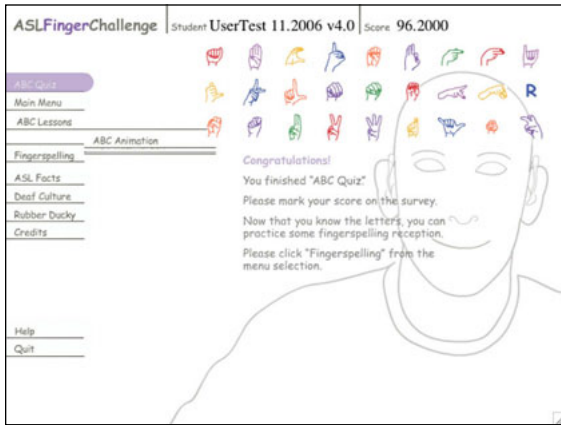 ASLFingerChallenge Student UserTest 11.2006 v4.0 Score 96.2000
R
ABC Quiz
Main Menu
ABC Lessons
ABC Animation
Fingerspelling
ASL Facts
Deaf Culture
Rubber Ducky
Credits
Help
Quit
Congratulations!
You finished "ABC Quiz"
Please mark your score on the survey.
Now that you know the letters, you can
practice some fingerspelling reception.
Please click "Fingerspelling" from the
menu selection.